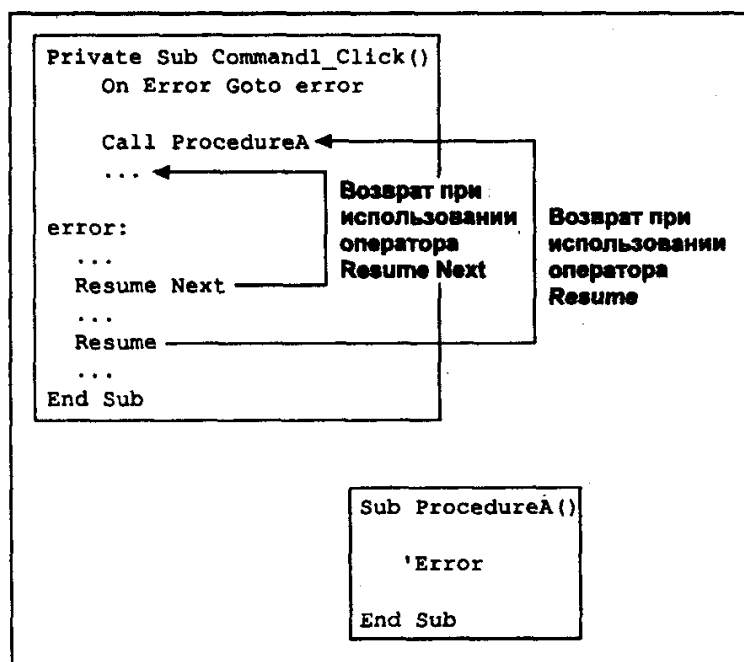 Private Sub Command1_Click()
On Error Goto error
Call ProcedureA
...
error:
...
Resume Next
...
Resume
...
End Sub
Возврат при
использовании
оператора
Resume Next
Возврат при
использовании
оператора
Resume
Sub ProcedureA()
'Error
End Sub